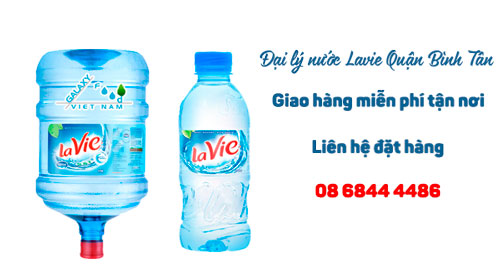 GALAXY
Food
VIỆT NAM
LaVie
LaVie
Đại lý nước Lavie Quận Bình Tân
Giao hàng miễn phí tận nơi
Liên hệ đặt hàng
08 6844 4486